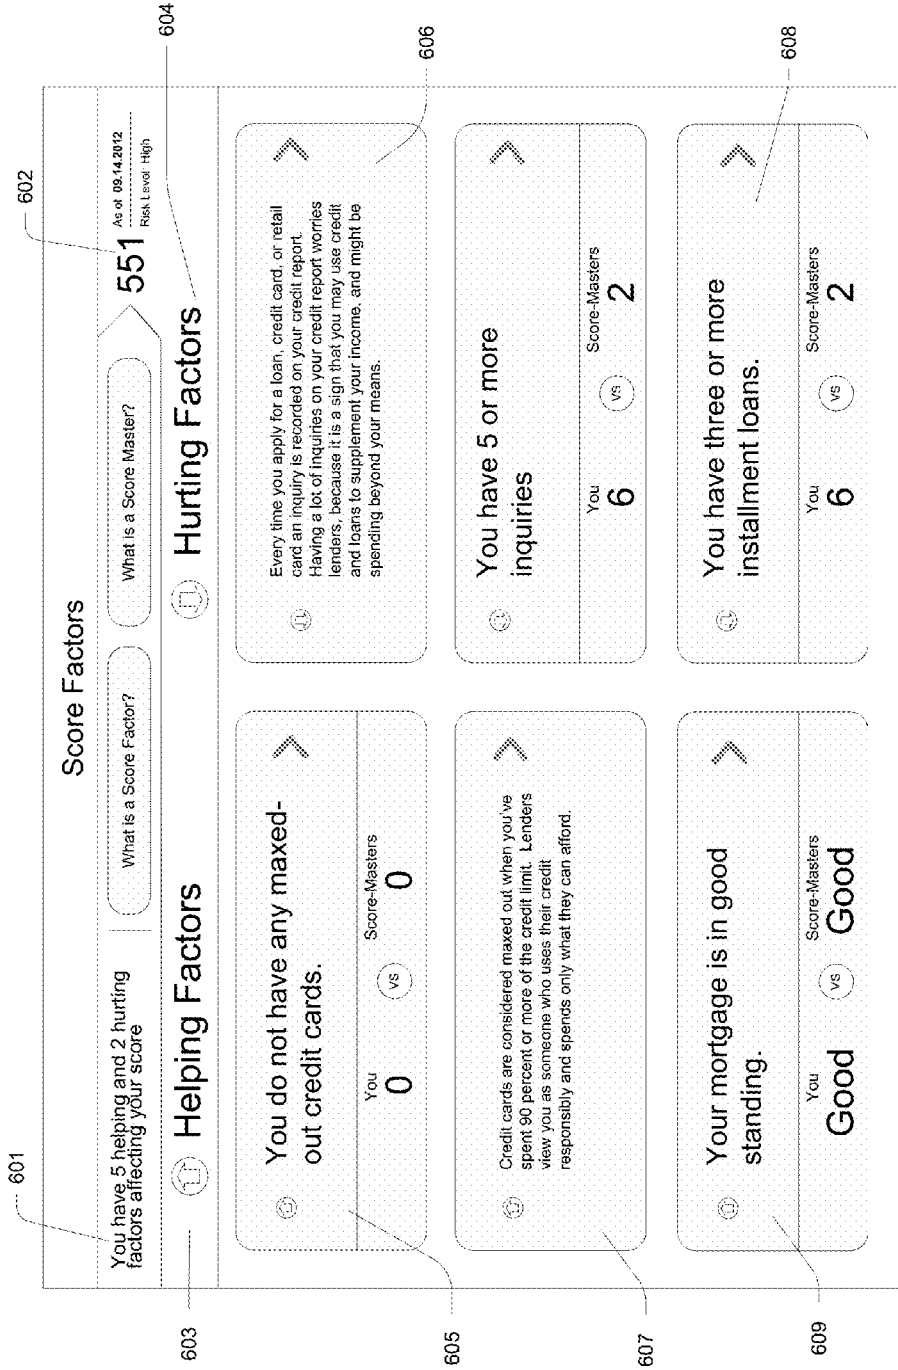 601
602
604
Score Factors
You have 5 helping and 2 hurting
factors affecting your score
What is a Score Factor?
What is a Score Master?
551
As of 09.14.2012
Risk Level High
603
Helping Factors
Hurting Factors
605
You do not have any maxed-
out credit cards.
You
0
vs
Score-Masters
0
606
Every time you apply for a loan, credit card, or retail
card an inquiry is recorded on your credit report.
Having a lot of inquiries on your credit report worries
lenders, because it is a sign that you may use credit
and loans to supplement your income, and might be
spending beyond your means.
607
Credit cards are considered maxed out when you've
spent 90 percent or more of the credit limit. Lenders
view you as someone who uses their credit
responsibly and spends only what they can afford.
You have 5 or more
inquiries
You
6
vs
Score-Masters
2
609
Your mortgage is in good
standing.
You
Good
vs
Score-Masters
Good
608
You have three or more
installment loans.
You
6
vs
Score-Masters
2